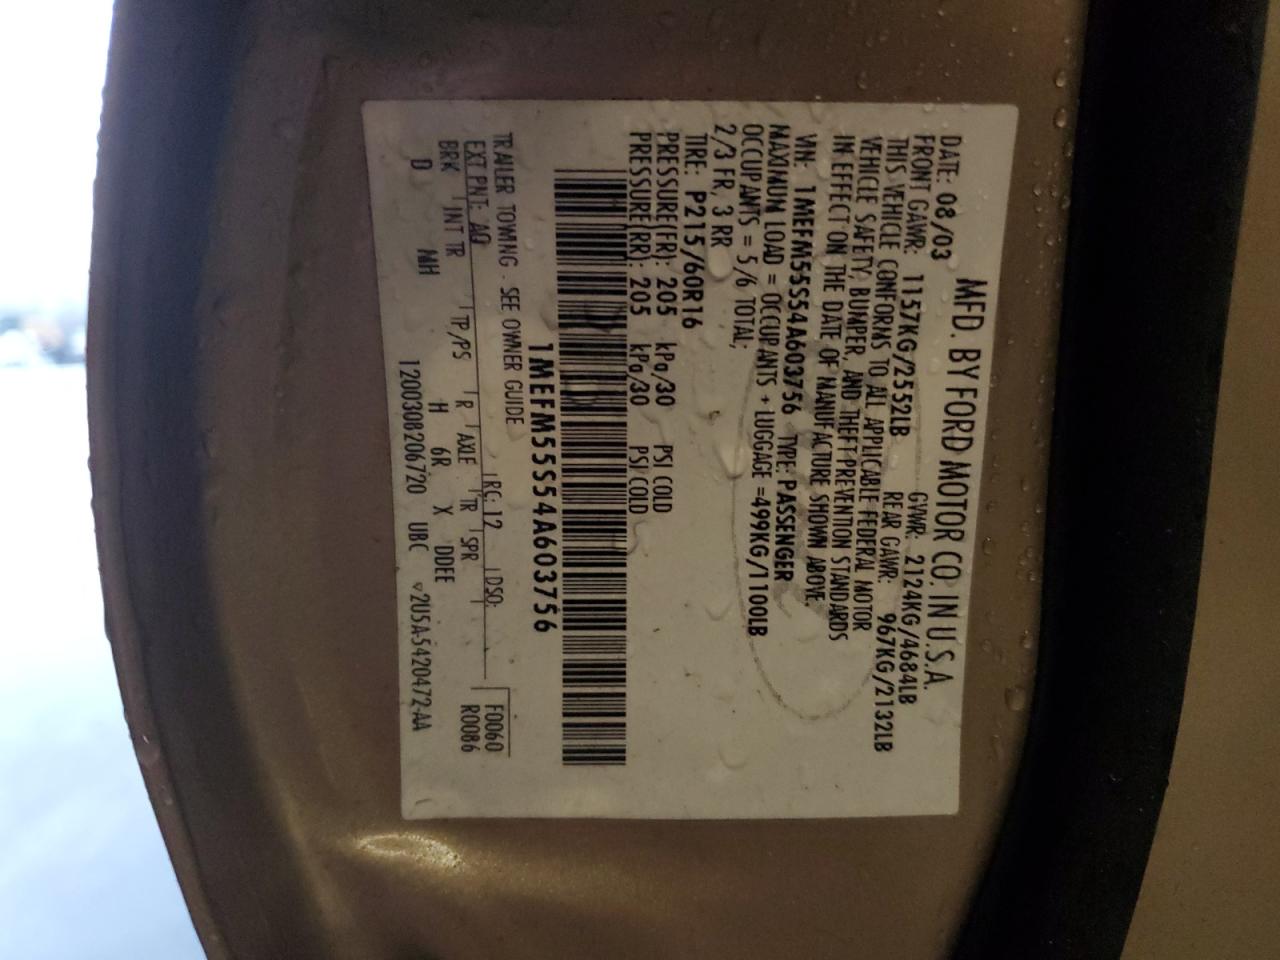 MFD. BY FORD MOTOR CO. IN U.S.A.
DATE: 08/03 GVWR: 2124KG/4684LB
FRONT GAWR: 1157KG/2552LB REAR GAWR: 967KG/2132LB
THIS VEHICLE CONFORMS TO ALL APPLICABLE FEDERAL MOTOR
VEHICLE SAFETY, BUMPER, AND THEFT PREVENTION STANDARDS
IN EFFECT ON THE DATE OF MANUFACTURE SHOWN ABOVE.
VIN: 1MEFM55S54A603756 TYPE: PASSENGER
MAXIMUM LOAD = OCCUPANTS + LUGGAGE =499KG/1100LB
OCCUPANTS = 5/6 TOTAL;
2/3 FR, 3 RR
TIRE: P215/60R16
PRESSURE(FR): 205 kPa/30 PSI COLD
PRESSURE(RR): 205 kPa/30 PSI COLD
1MEFM55S54A603756
TRAILER TOWING - SEE OWNER GUIDE
EXT PNT: AQ RC: 12 DSO: F0060
BRK INT TR TP/PS R AXLE TR SPR R0086
D NH H 6R X DDEE
1200308206720 UBC 2U5A-5420472-AA